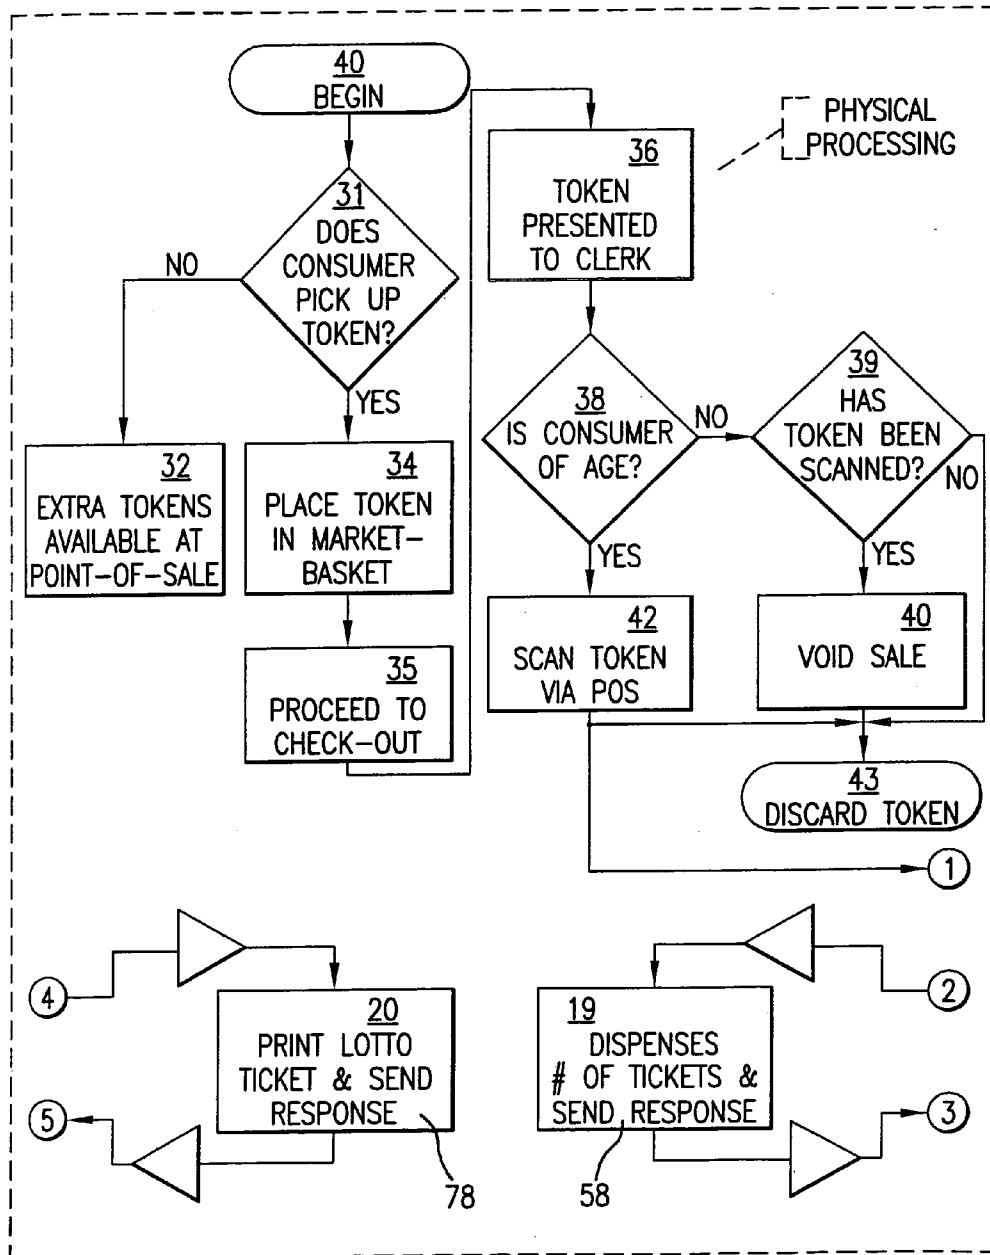 40
BEGIN
31
DOES
CONSUMER
PICK UP
TOKEN?
NO
YES
32
EXTRA TOKENS
AVAILABLE AT
POINT-OF-SALE
34
PLACE TOKEN
IN MARKET-
BASKET
35
PROCEED TO
CHECK-OUT
36
TOKEN
PRESENTED
TO CLERK
PHYSICAL
PROCESSING
38
IS CONSUMER
OF AGE?
NO
YES
39
HAS
TOKEN BEEN
SCANNED?
NO
YES
42
SCAN TOKEN
VIA POS
40
VOID SALE
43
DISCARD TOKEN
1
4
20
PRINT LOTTO
TICKET & SEND
RESPONSE
5
78
2
19
DISPENSES
# OF TICKETS &
SEND RESPONSE
3
58